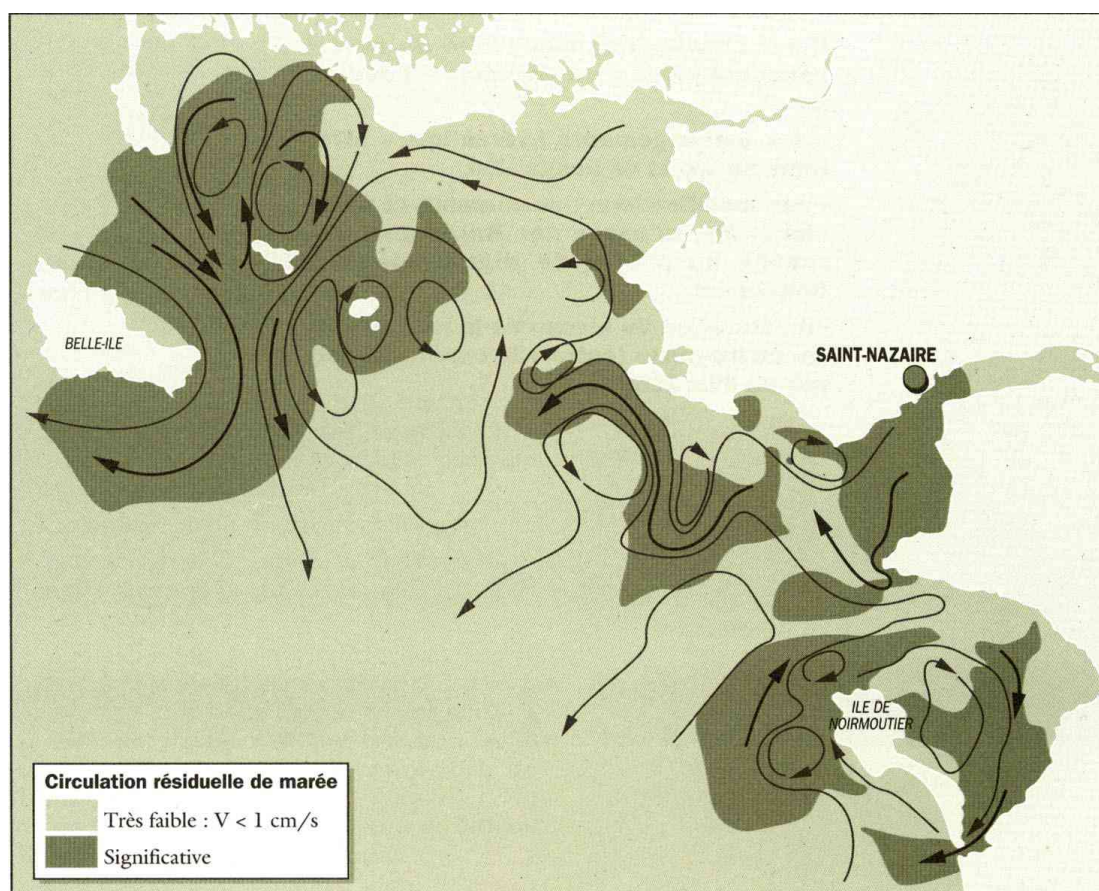 BELLE-ILE
SAINT-NAZAIRE
ILE DE
NOIRMOUTIER
Circulation résiduelle de marée
Très faible : V < 1 cm/s
Significative